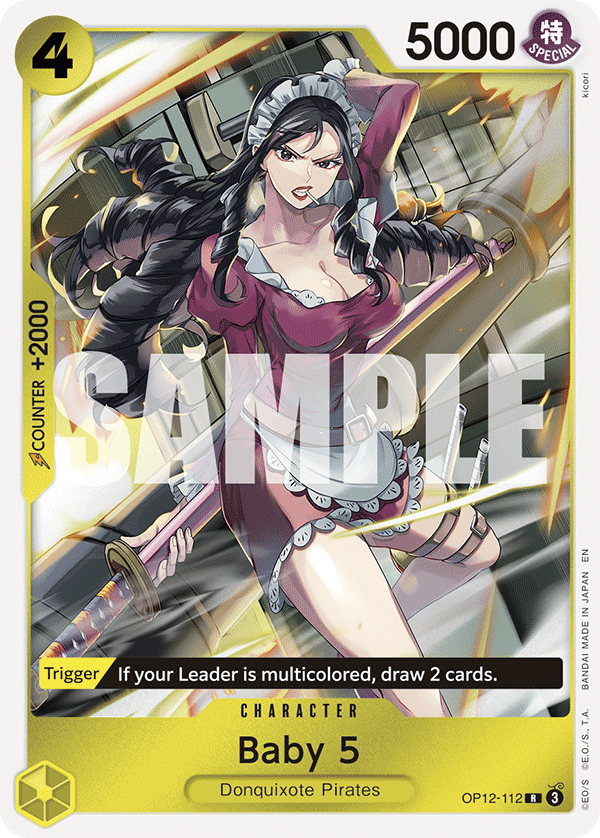 4
5000
特
SPECIAL
kicori
COUNTER +2000
SAMPLE
BANDAI MADE IN JAPAN EN
©EO/S ©E.O./S., T.A.
Trigger If your Leader is multicolored, draw 2 cards.
CHARACTER
Baby 5
Donquixote Pirates
OP12-112 R 3